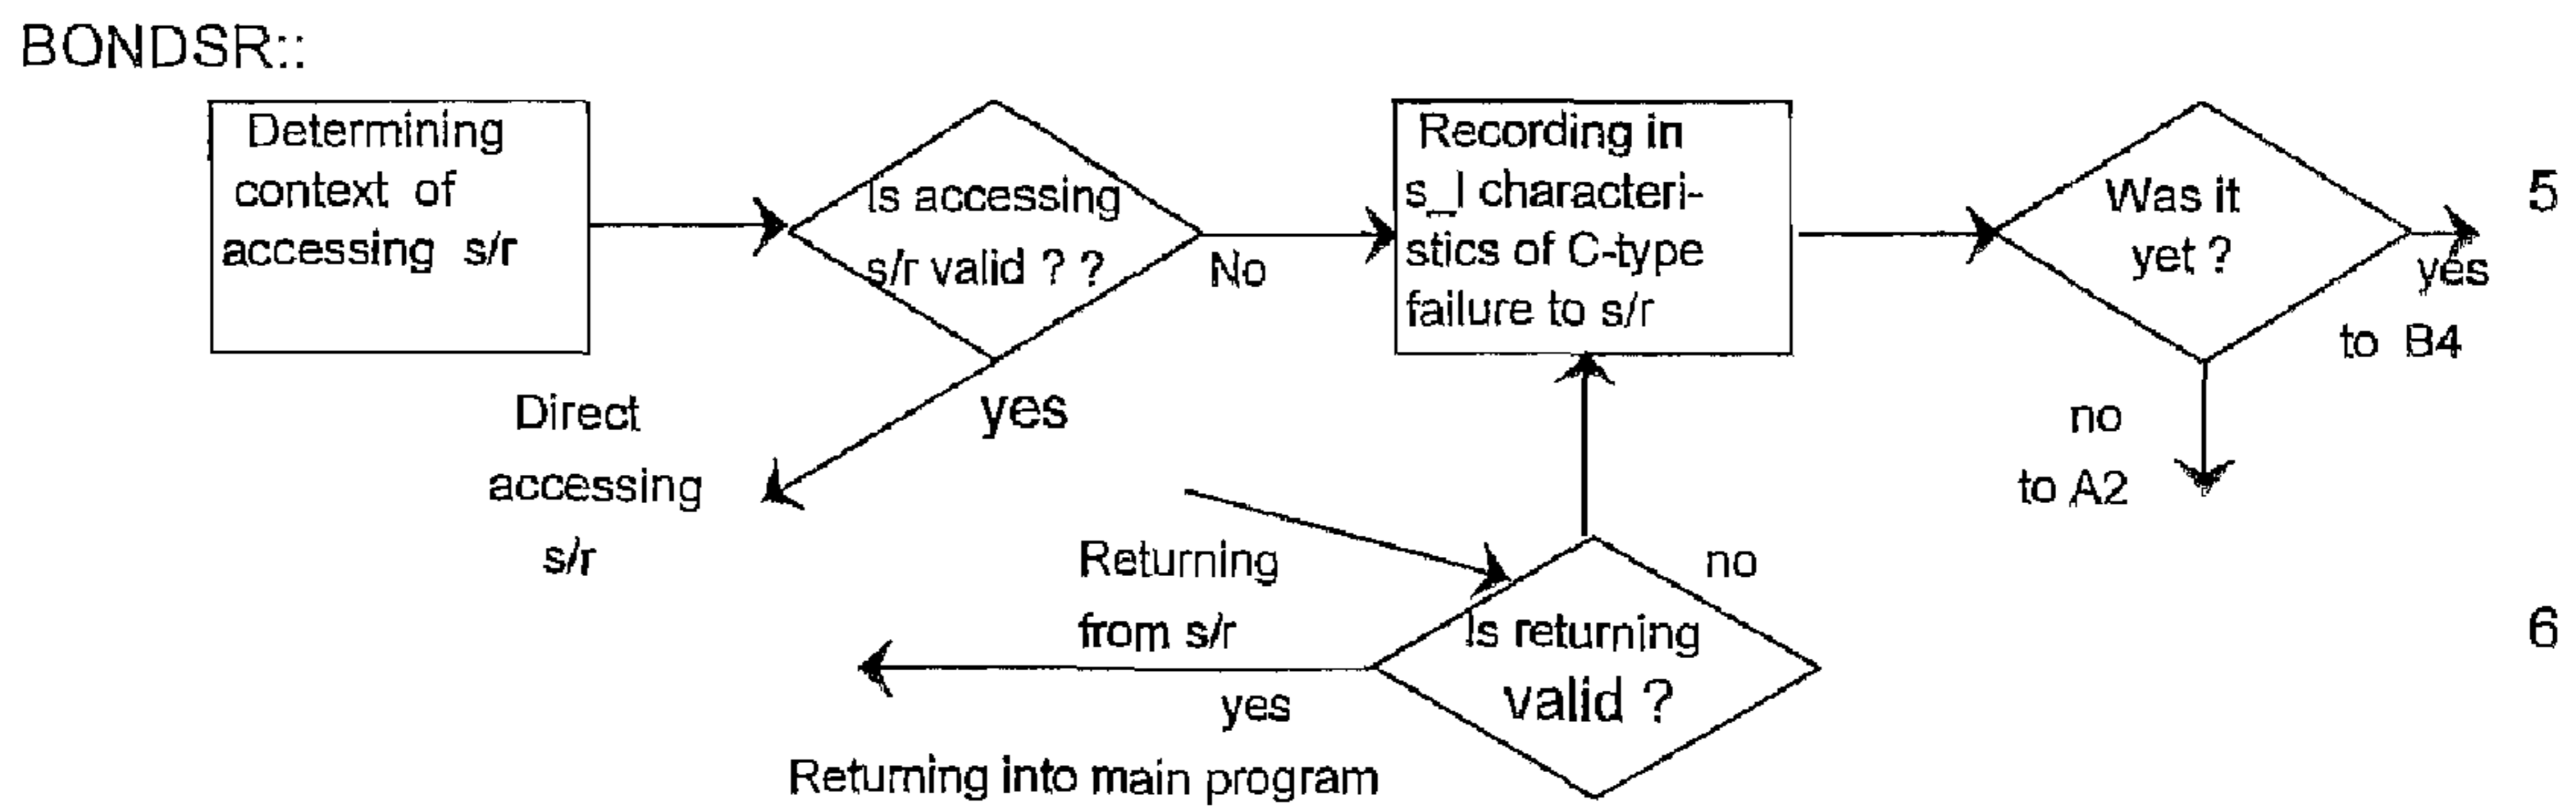 BONDSR::
Determining
context of
accessing s/r
Is accessing
s/r valid ? ?
No
yes
Direct
accessing
s/r
Recording in
s_l characteri-
stics of C-type
failure to s/r
Was it
yet ?
yes
to B4
no
to A2
5
Returning
from s/r
Is returning
valid ?
no
yes
Returning into main program
6